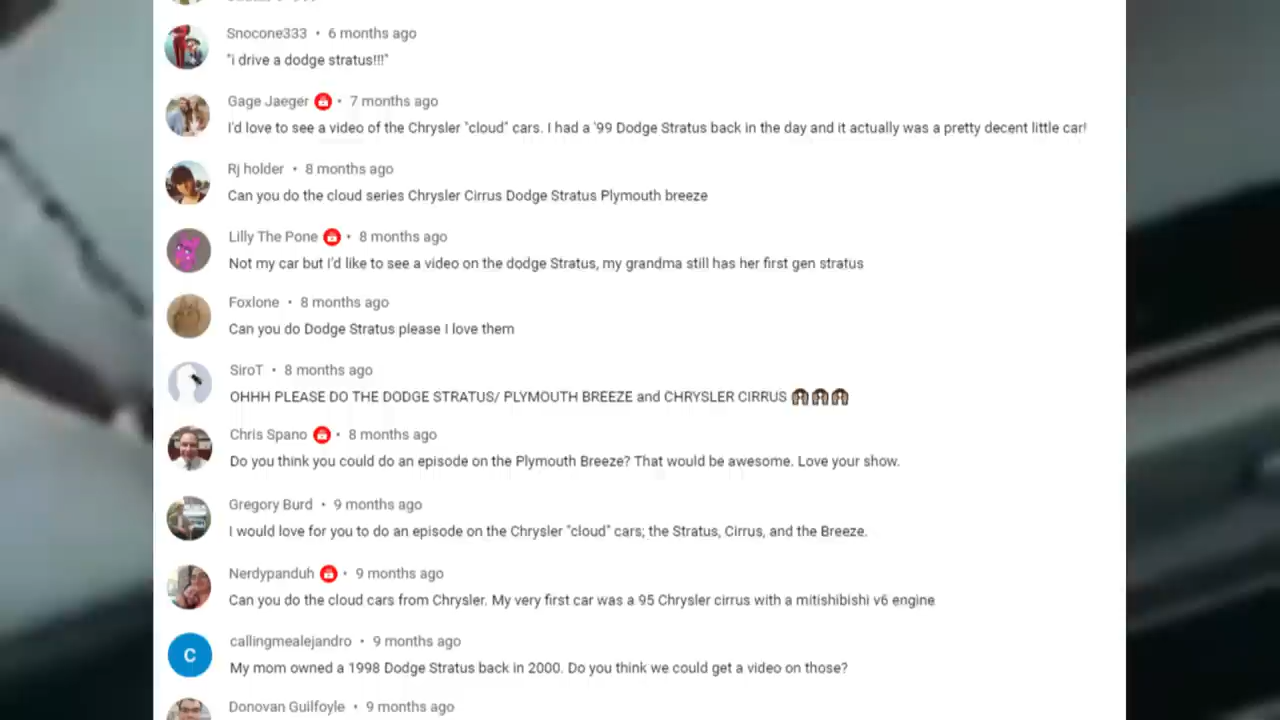 Snocone333 • 6 months ago
"i drive a dodge stratus!!!"
Gage Jaeger • 7 months ago
I'd love to see a video of the Chrysler "cloud" cars. I had a '99 Dodge Stratus back in the day and it actually was a pretty decent little car!
Rj holder • 8 months ago
Can you do the cloud series Chrysler Cirrus Dodge Stratus Plymouth breeze
Lilly The Pone • 8 months ago
Not my car but I'd like to see a video on the dodge Stratus, my grandma still has her first gen stratus
Foxlone • 8 months ago
Can you do Dodge Stratus please I love them
SiroT • 8 months ago
OHHH PLEASE DO THE DODGE STRATUS/ PLYMOUTH BREEZE and CHRYSLER CIRRUS
Chris Spano • 8 months ago
Do you think you could do an episode on the Plymouth Breeze? That would be awesome. Love your show.
Gregory Burd • 9 months ago
I would love for you to do an episode on the Chrysler "cloud" cars; the Stratus, Cirrus, and the Breeze.
Nerdypanduh • 9 months ago
Can you do the cloud cars from Chrysler. My very first car was a 95 Chrysler cirrus with a mitishibishi v6 engine
callingmealejandro • 9 months ago
C
My mom owned a 1998 Dodge Stratus back in 2000. Do you think we could get a video on those?
Donovan Guilfoyle • 9 months ago